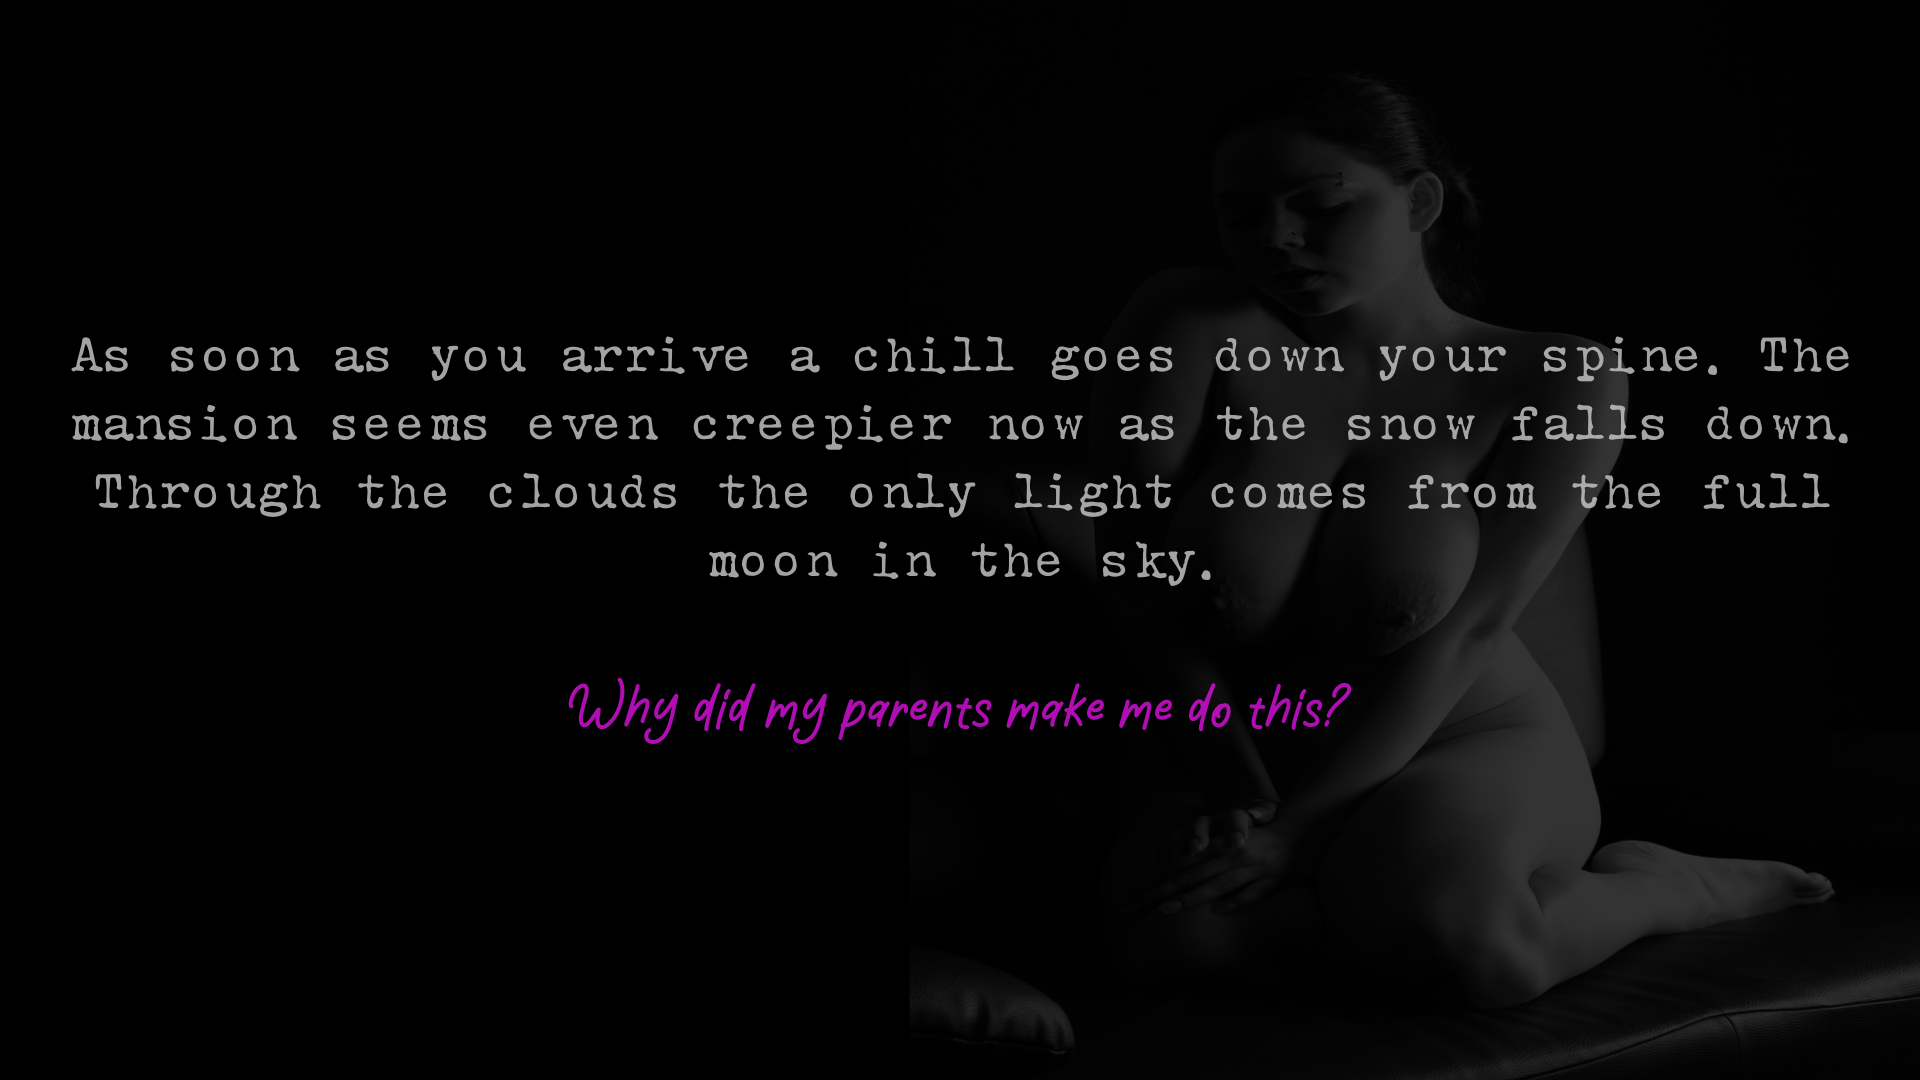 As soon as you arrive a chill goes down your spine. The
mansion seems even creepier now as the snow falls down.
Through the clouds the only light comes from the full
moon in the sky.
Why did my parents make me do this?